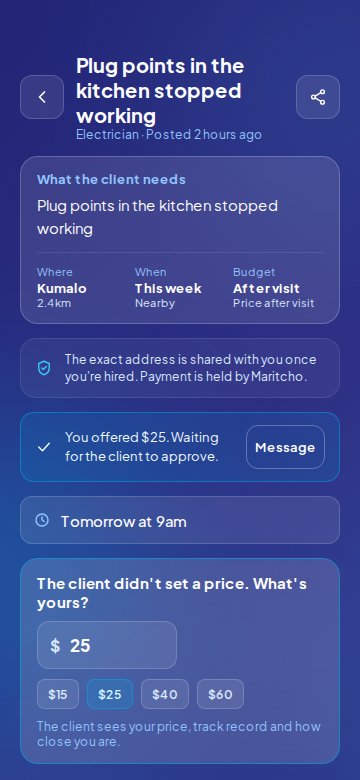 Plug points in the
kitchen stopped
working
Electrician · Posted 2 hours ago
What the client needs
Plug points in the kitchen stopped
working
Where
When
Budget
Kumalo
This week
After visit
2.4km
Nearby
Price after visit
The exact address is shared with you once
you're hired. Payment is held by Maritcho.
You offered $25. Waiting
for the client to approve.
Message
Tomorrow at 9am
The client didn't set a price. What's
yours?
$ 25
$15
$25
$40
$60
The client sees your price, track record and how
close you are.